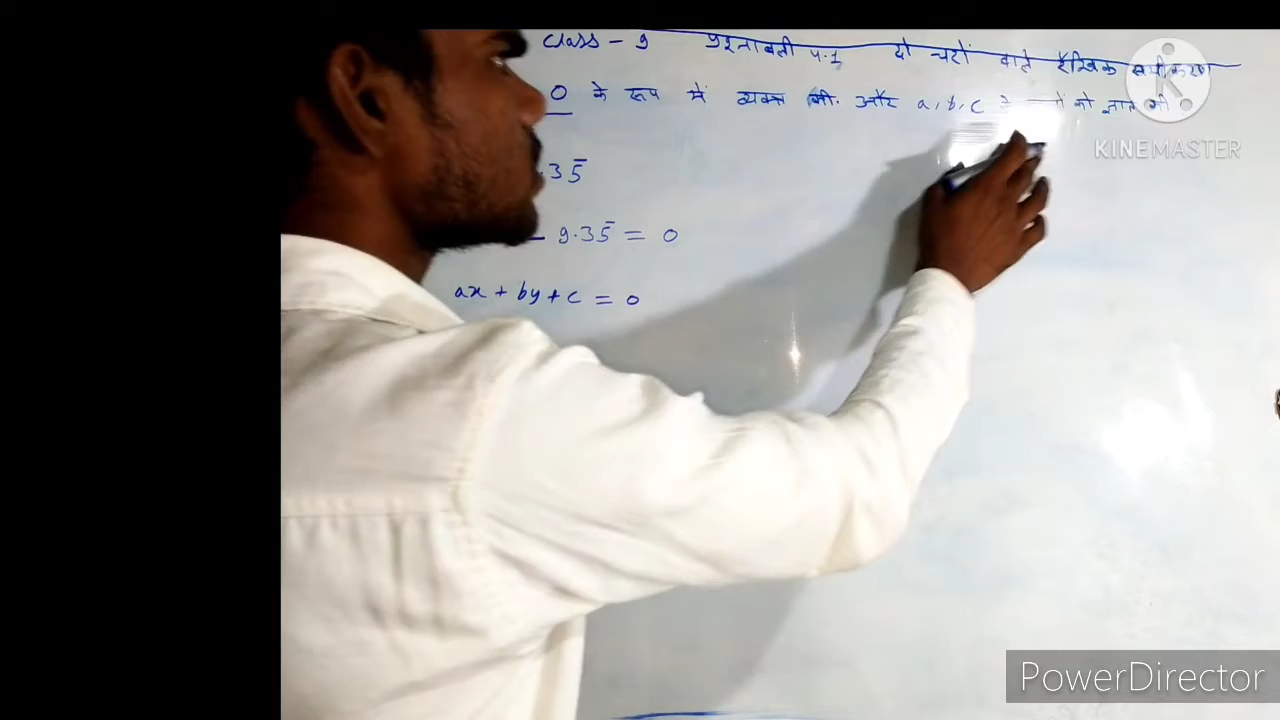 Class - 9 प्रश्नावली 4.1 दो चरों वाले रैखिक समीकरण
0 के रूप में व्यक्त की. और a, b, c के को ज्ञात की
.35̄
- 9.35̄ = 0
ax + by + c = 0
KINEMASTER
PowerDirector